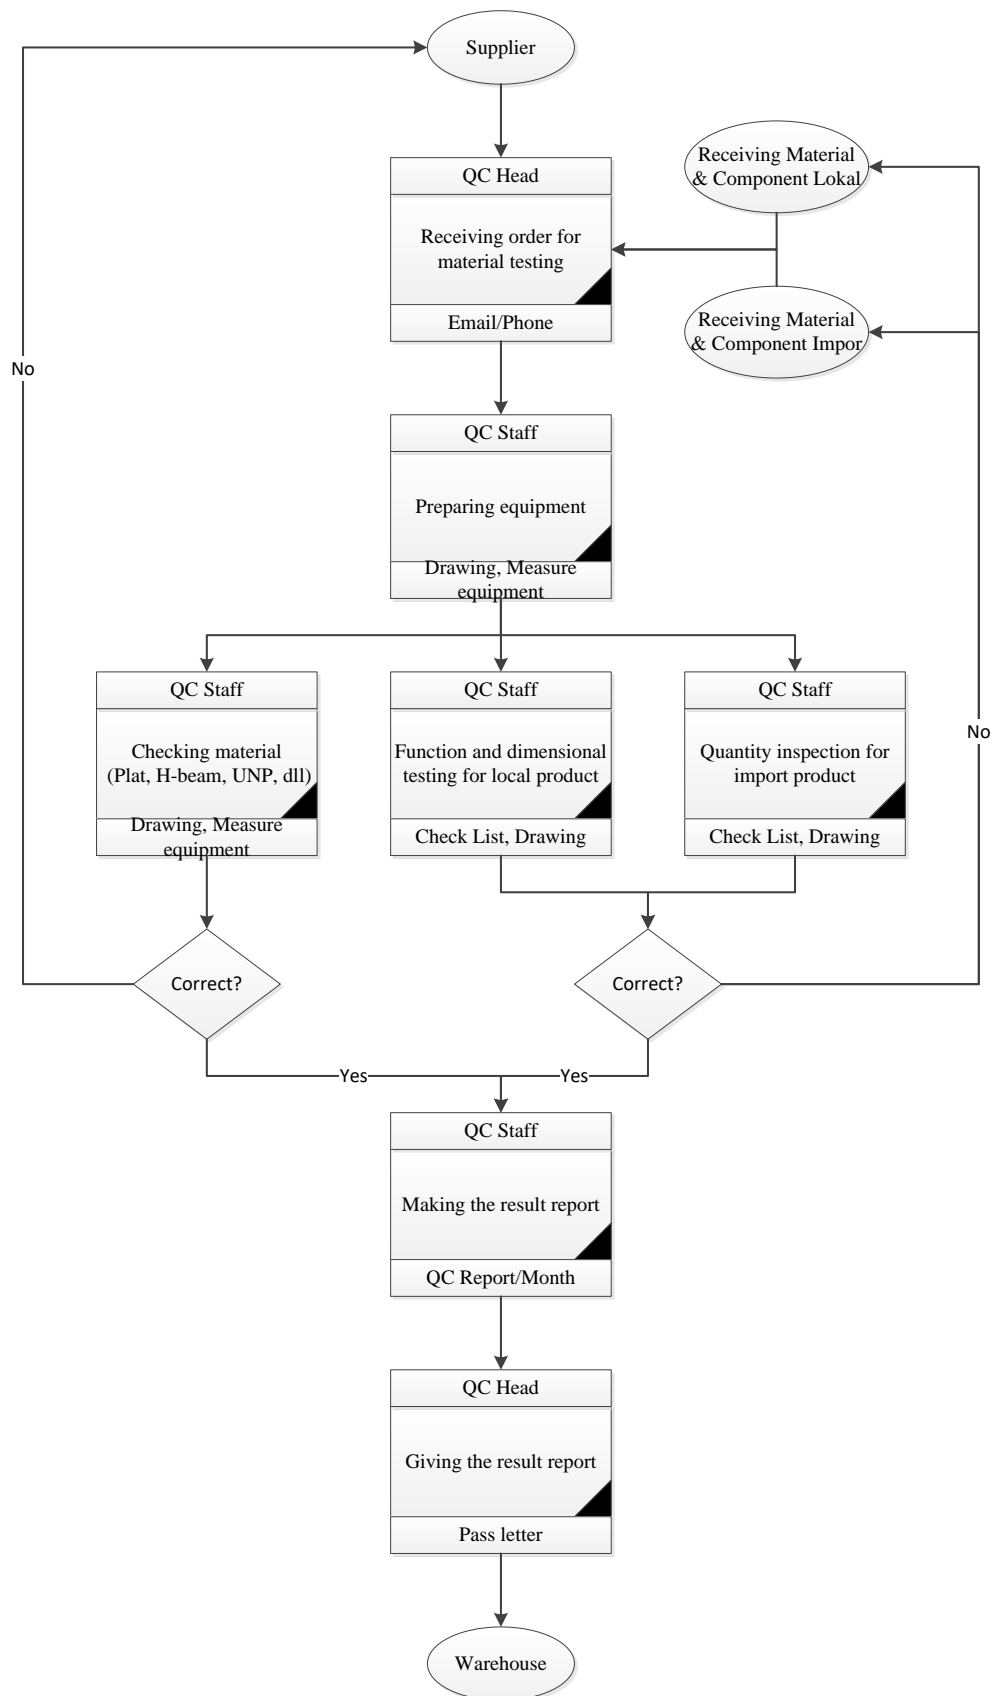 Supplier
QC Head
Receiving order for
material testing
Email/Phone
Receiving Material
& Component Lokal
Receiving Material
& Component Impor
No
QC Staff
Preparing equipment
Drawing, Measure
equipment
QC Staff
Checking material
(Plat, H-beam, UNP, dll)
Drawing, Measure
equipment
QC Staff
Function and dimensional
testing for local product
Check List, Drawing
QC Staff
Quantity inspection for
import product
Check List, Drawing
No
Correct?
Correct?
Yes
Yes
QC Staff
Making the result report
QC Report/Month
QC Head
Giving the result report
Pass letter
Warehouse